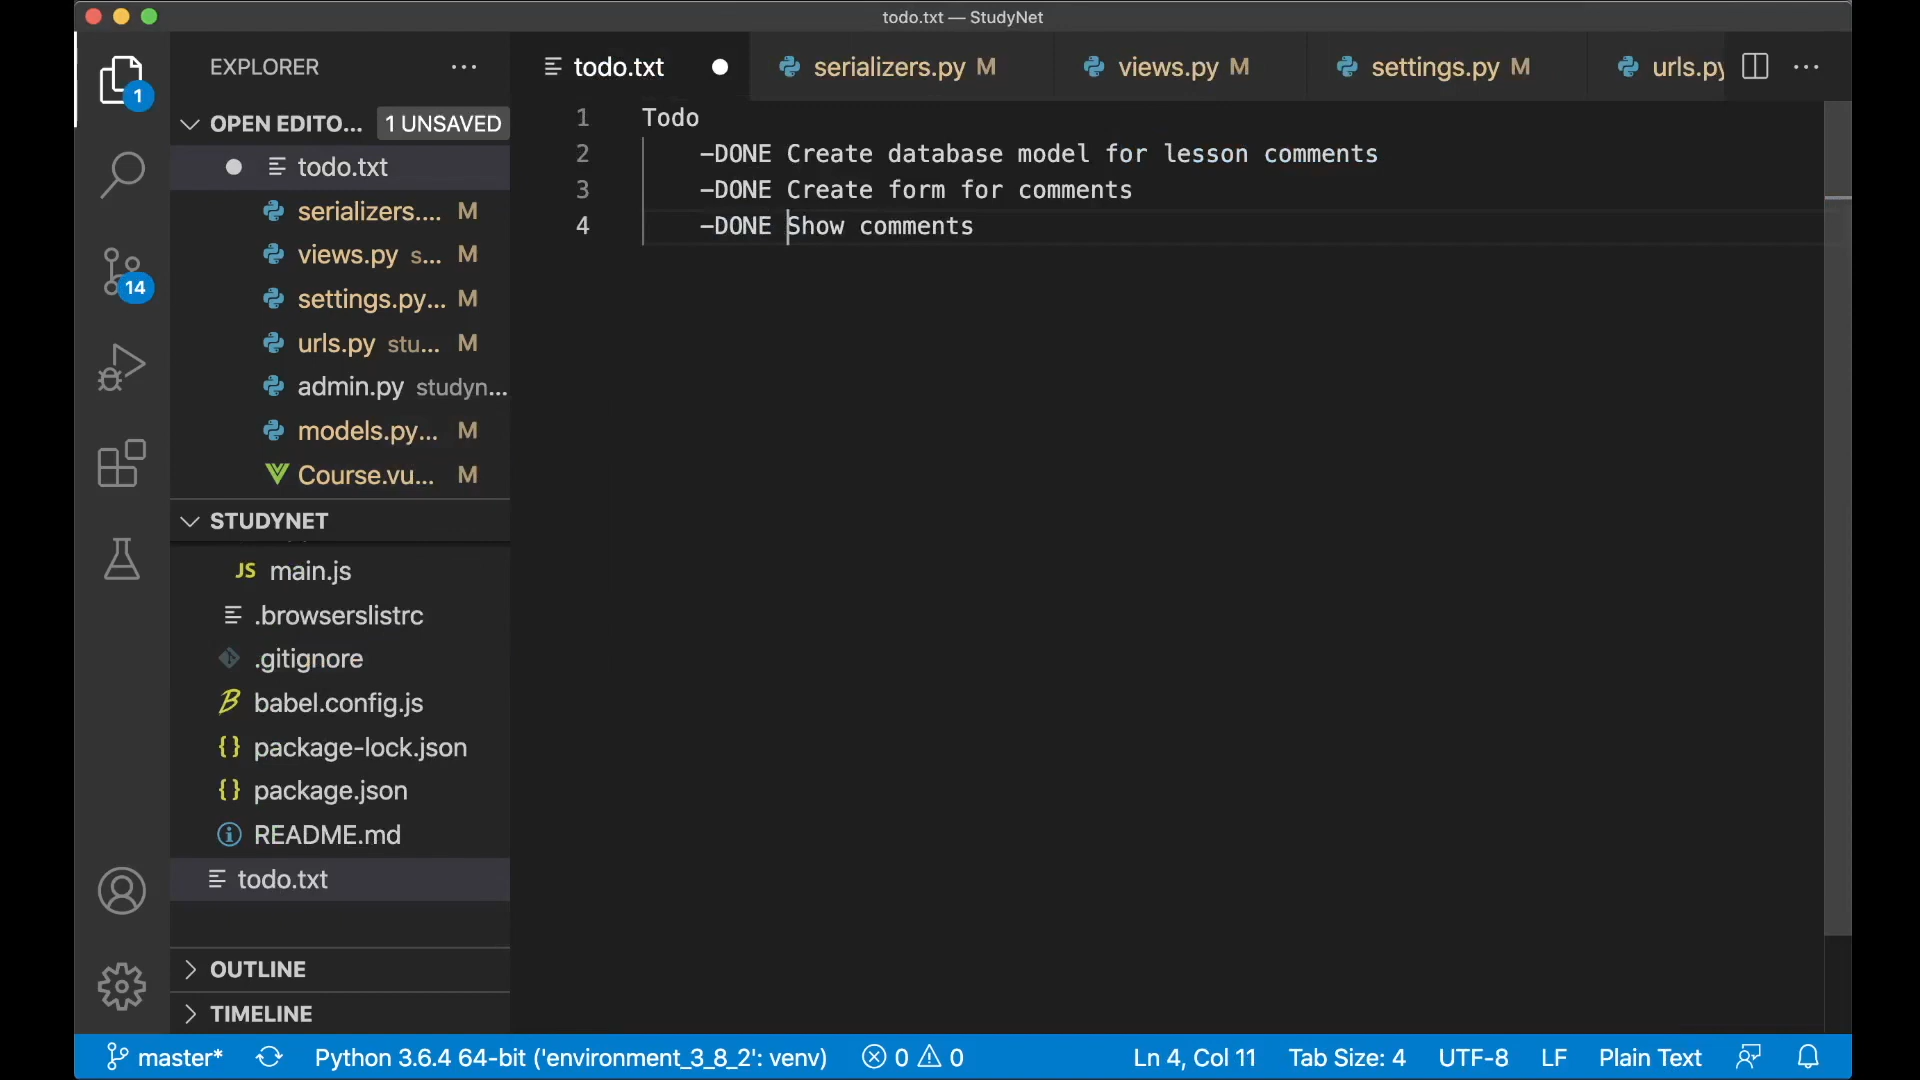 todo.txt — StudyNet
EXPLORER
1
OPEN EDITO... 1 UNSAVED
todo.txt
serializers.... M
views.py s... M
settings.py... M
urls.py stu... M
admin.py studyn...
models.py... M
Course.vu... M
14
STUDYNET
JS main.js
.browserslistrc
.gitignore
babel.config.js
{} package-lock.json
{} package.json
README.md
todo.txt
OUTLINE
TIMELINE
todo.txt serializers.py M views.py M settings.py M urls.py
1 Todo
2 -DONE Create database model for lesson comments
3 -DONE Create form for comments
4 -DONE Show comments
master* Python 3.6.4 64-bit ('environment_3_8_2': venv) 0 0 Ln 4, Col 11 Tab Size: 4 UTF-8 LF Plain Text